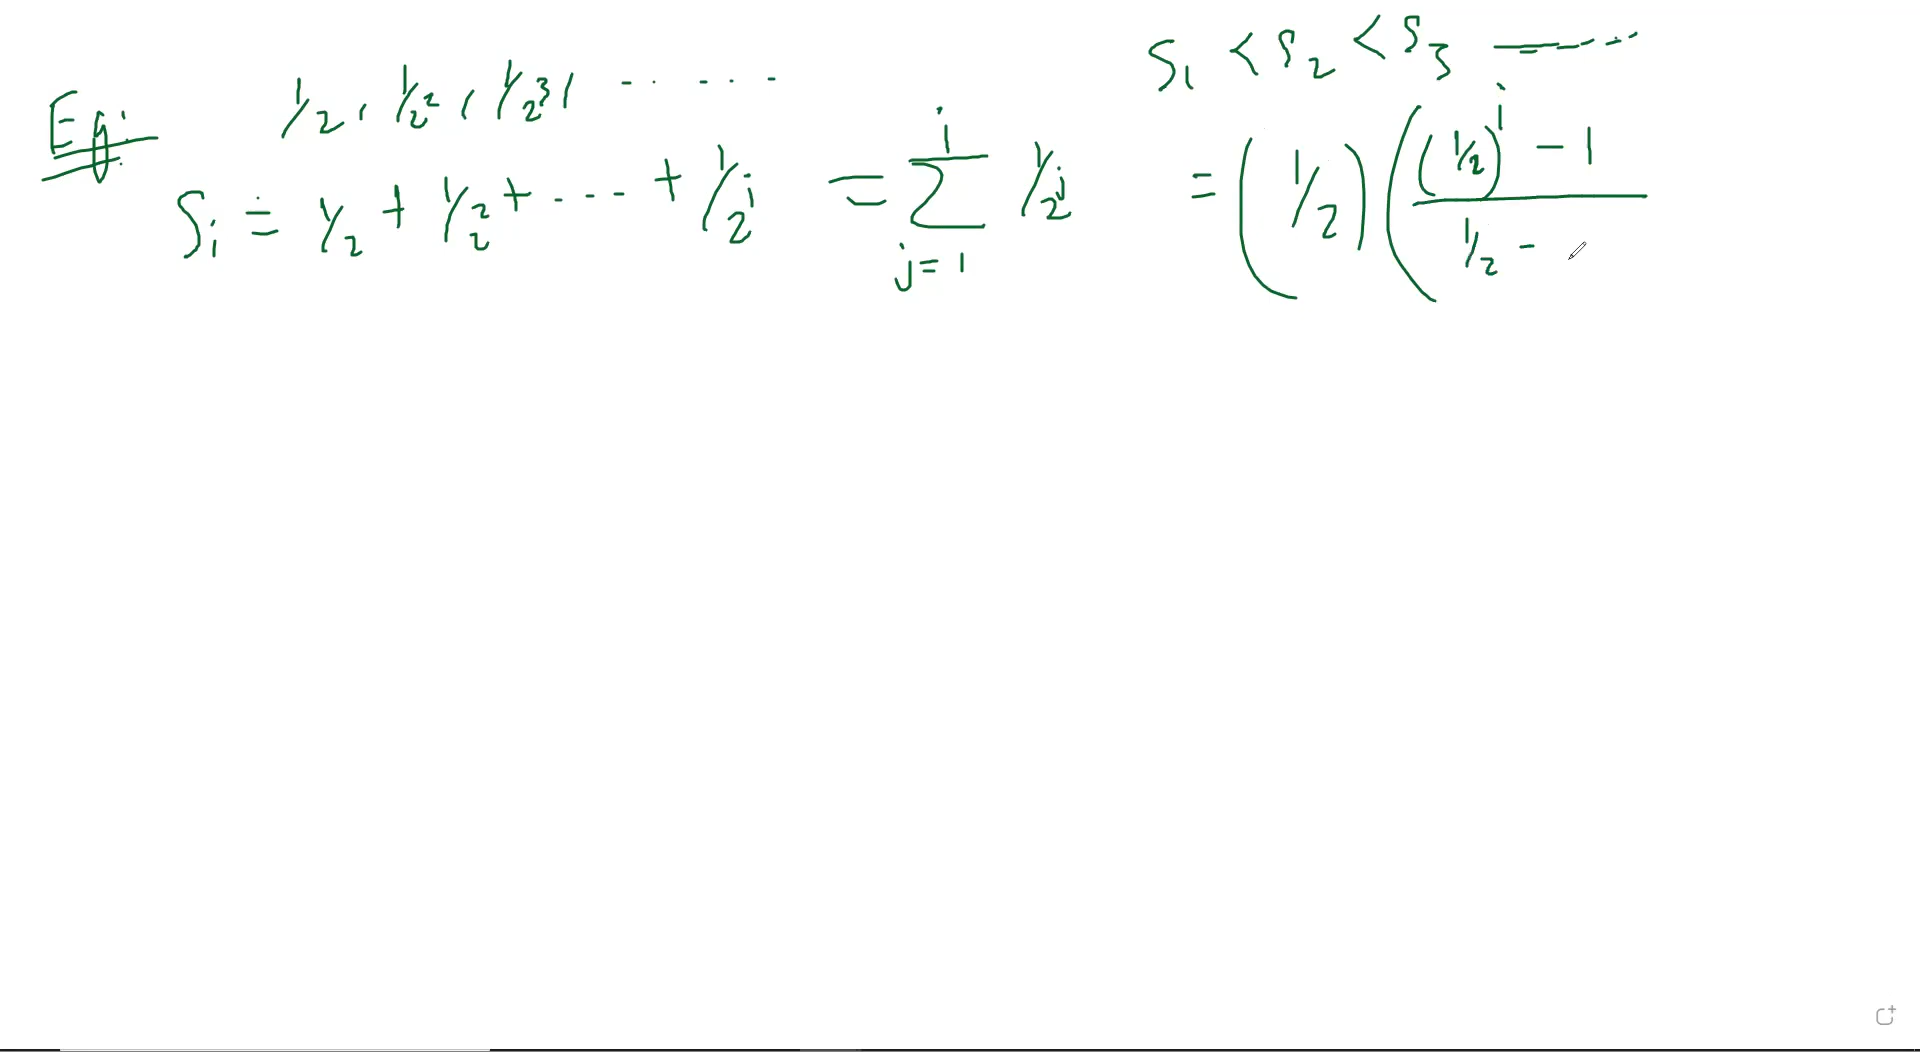 S₁ < S₂ < S₃ ------
Eg: 1/2, 1/2², 1/2³, ......
Sᵢ = 1/2 + 1/2² + ... + 1/2ⁱ = ∑_{j=1}^{i} 1/2ʲ = (1/2) ( ((1/2)ⁱ - 1) / (1/2 -